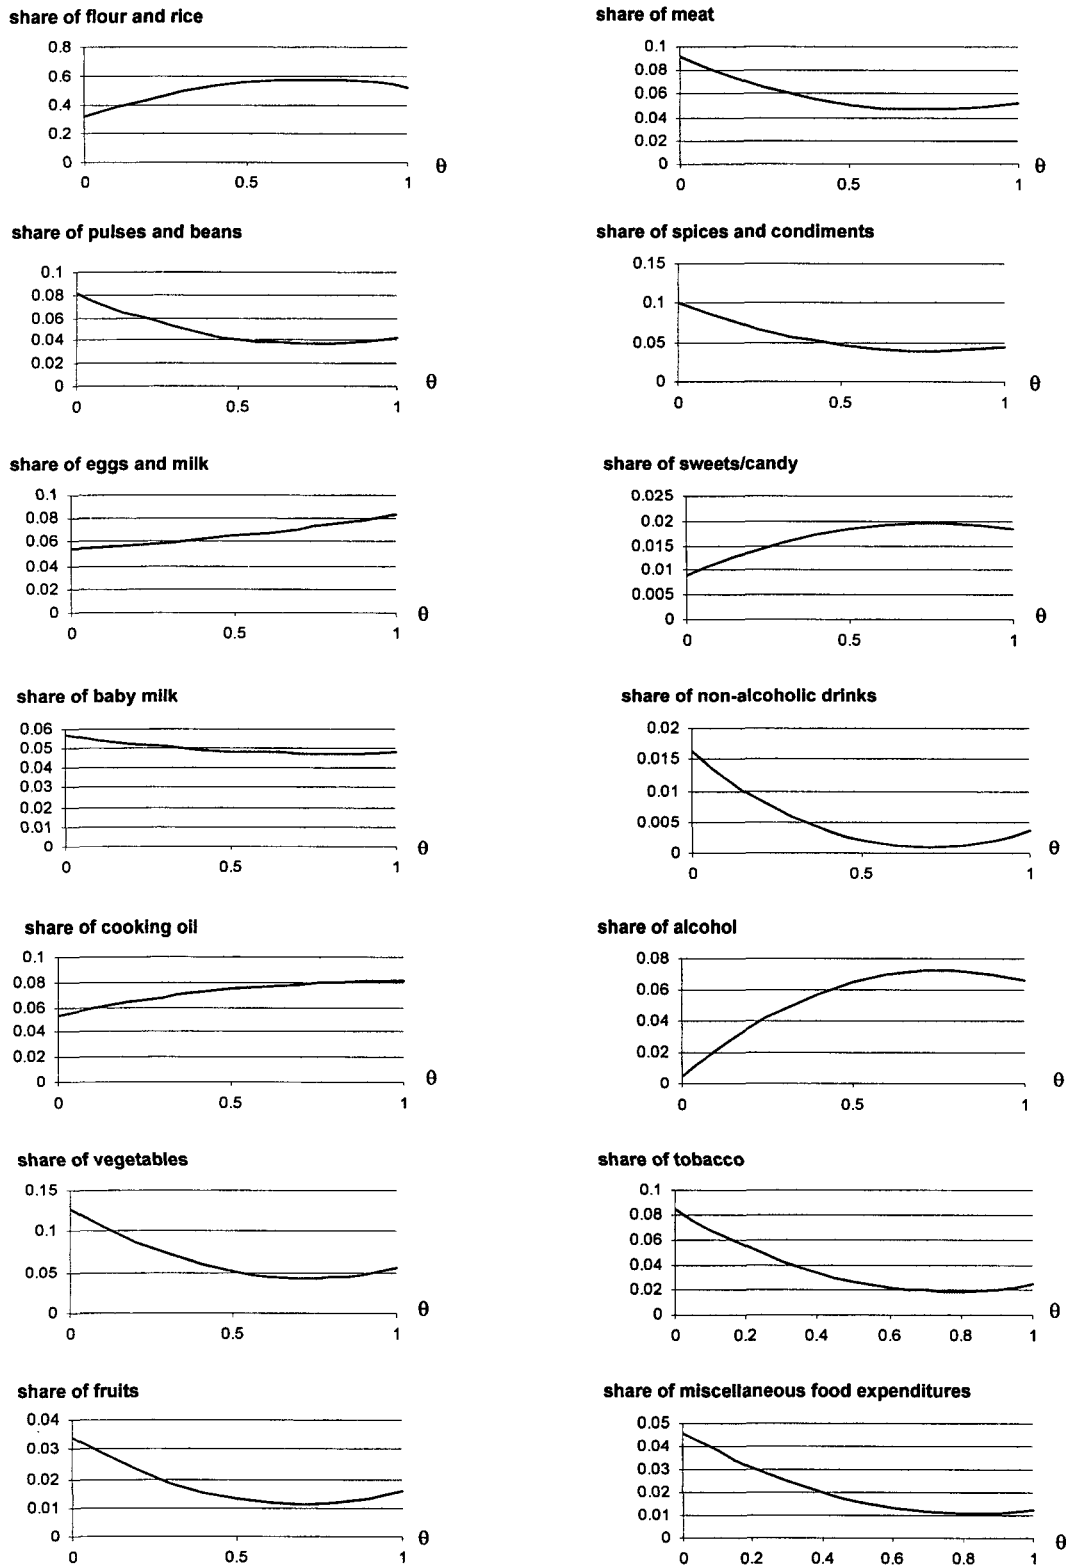 share of flour and rice
0.8
0.6
0.4
0.2
0
0 0.5 1 θ
share of meat
0.1
0.08
0.06
0.04
0.02
0
0 0.5 1 θ
share of pulses and beans
0.1
0.08
0.06
0.04
0.02
0
0 0.5 1 θ
share of spices and condiments
0.15
0.1
0.05
0
0 0.5 1 θ
share of eggs and milk
0.1
0.08
0.06
0.04
0.02
0
0 0.5 1 θ
share of sweets/candy
0.025
0.02
0.015
0.01
0.005
0
0 0.5 1 θ
share of baby milk
0.06
0.05
0.04
0.03
0.02
0.01
0
0 0.5 1 θ
share of non-alcoholic drinks
0.02
0.015
0.01
0.005
0
0 0.5 1 θ
share of cooking oil
0.1
0.08
0.06
0.04
0.02
0
0 0.5 1 θ
share of alcohol
0.08
0.06
0.04
0.02
0
0 0.5 1 θ
share of vegetables
0.15
0.1
0.05
0
0 0.5 1 θ
share of tobacco
0.1
0.08
0.06
0.04
0.02
0
0 0.2 0.4 0.6 0.8 1 θ
share of fruits
0.04
0.03
0.02
0.01
0
0 0.5 1 θ
share of miscellaneous food expenditures
0.05
0.04
0.03
0.02
0.01
0
0 0.2 0.4 0.6 0.8 1 θ